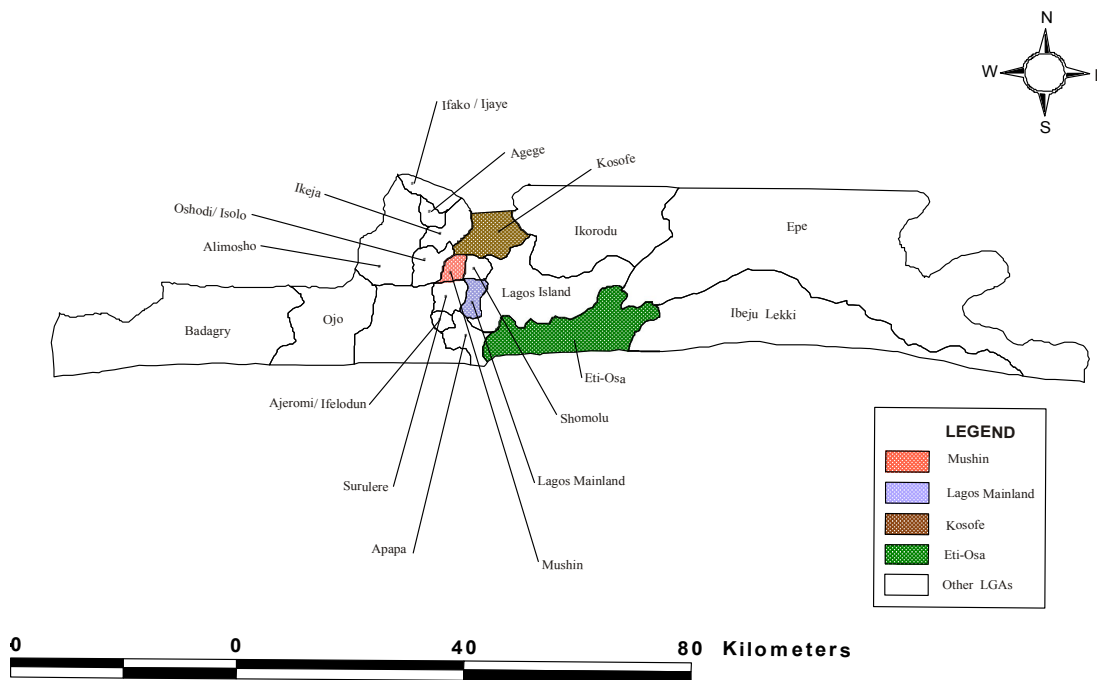 N
W
S
Ifako / Ijaye
Agege
Kosofe
Ikeja
Oshodi/ Isolo
Alimosho
Ikorodu
Epe
Lagos Island
Badagry
Ojo
Ibeju Lekki
Eti-Osa
Ajeromi/ Ifelodun
Shomolu
Surulere
Lagos Mainland
Apapa
Mushin
LEGEND
Mushin
Lagos Mainland
Kosofe
Eti-Osa
Other LGAs
0 0 40 80 Kilometers